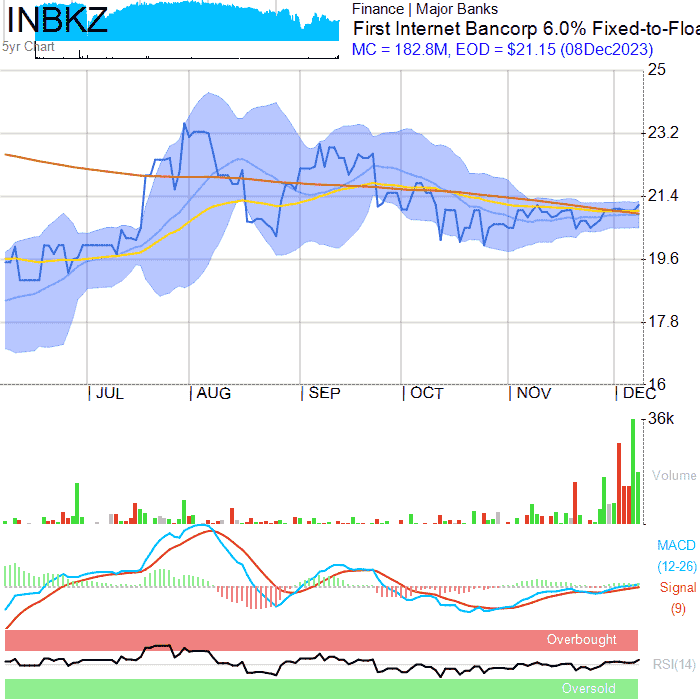 INBKZ
5yr Chart
Finance | Major Banks
First Internet Bancorp 6.0% Fixed-to-Floa
MC = 182.8M, EOD = $21.15 (08Dec2023)
25
23.2
21.4
19.6
17.8
16
JUL AUG SEP OCT NOV DEC
36k
Volume
MACD
(12-26)
Signal
(9)
Overbought
RSI(14)
Oversold